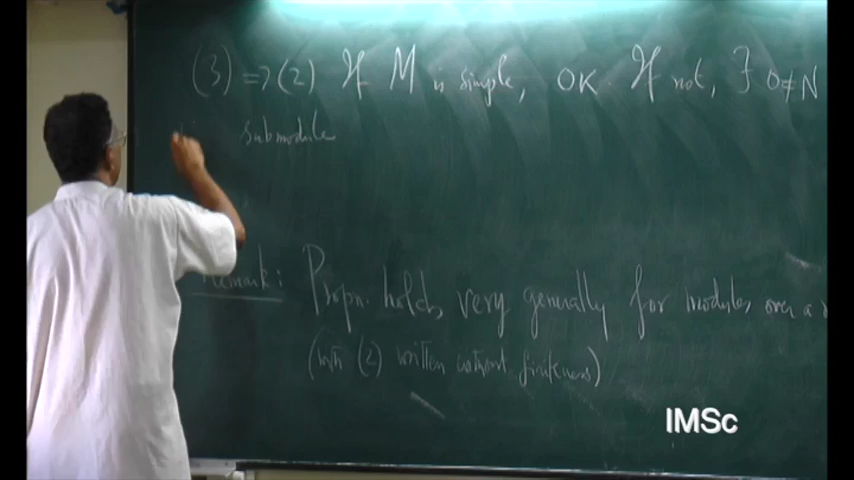 (3) => (2) If M is simple, OK. If not, ∃ 0≠N
submodule
Remark: Propn. holds very generally for modules over a
(with (2) written without finiteness)
IMSc